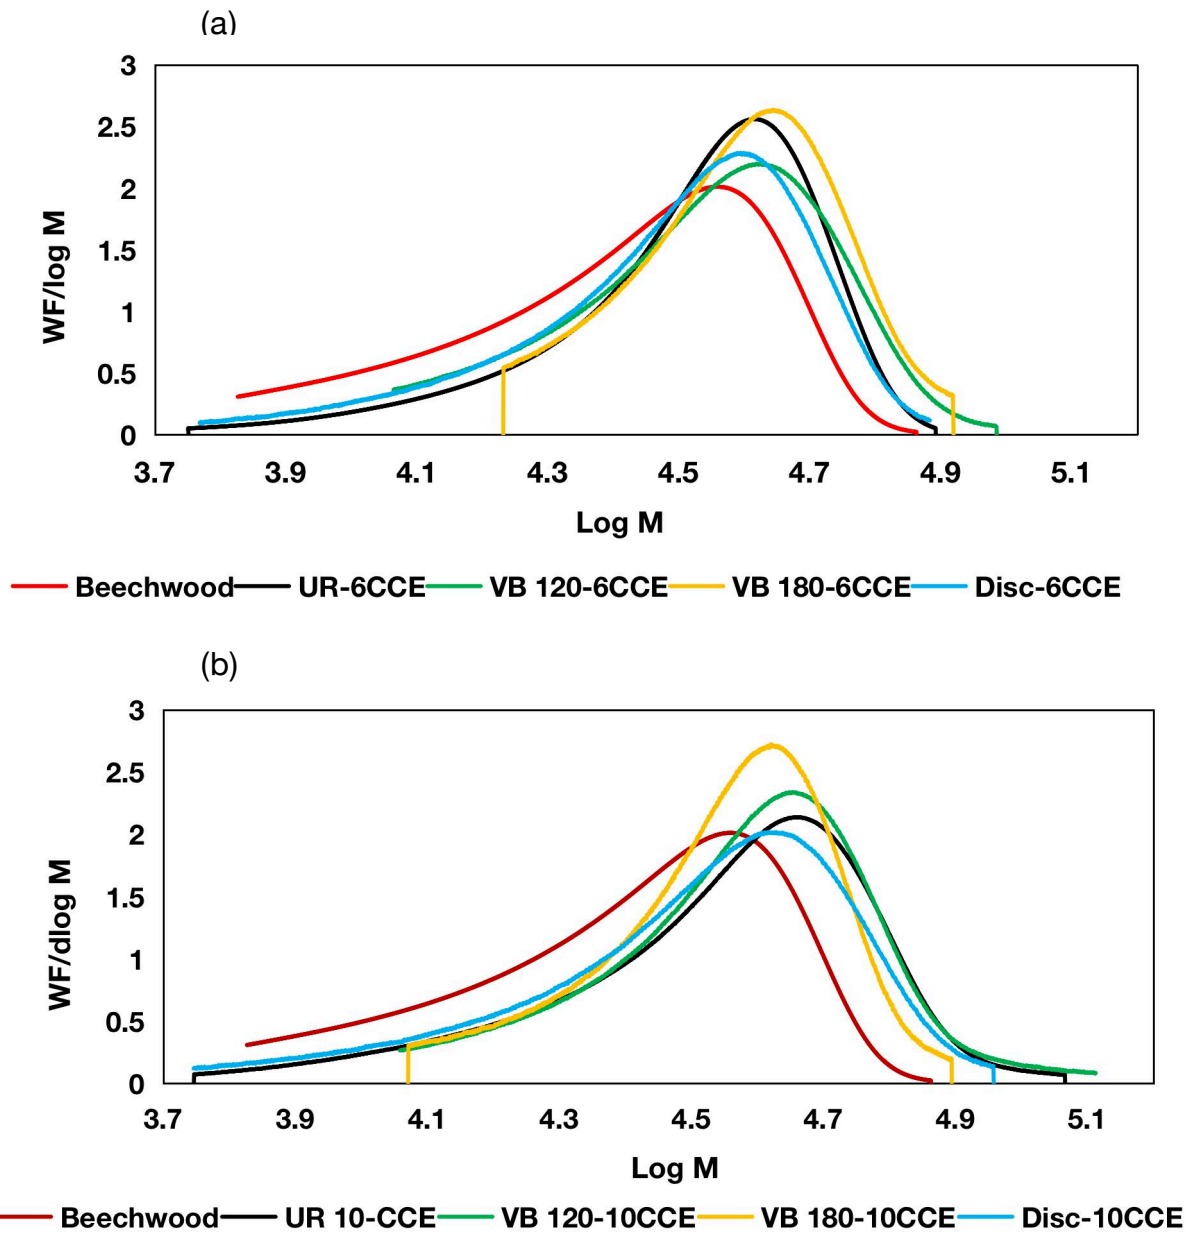 (a)
3
2.5
2
1.5
1
0.5
0
WF/log M
3.7 3.9 4.1 4.3 4.5 4.7 4.9 5.1
Log M
Beechwood UR-6CCE VB 120-6CCE VB 180-6CCE Disc-6CCE
(b)
3
2.5
2
1.5
1
0.5
0
WF/dlog M
3.7 3.9 4.1 4.3 4.5 4.7 4.9 5.1
Log M
Beechwood UR 10-CCE VB 120-10CCE VB 180-10CCE Disc-10CCE